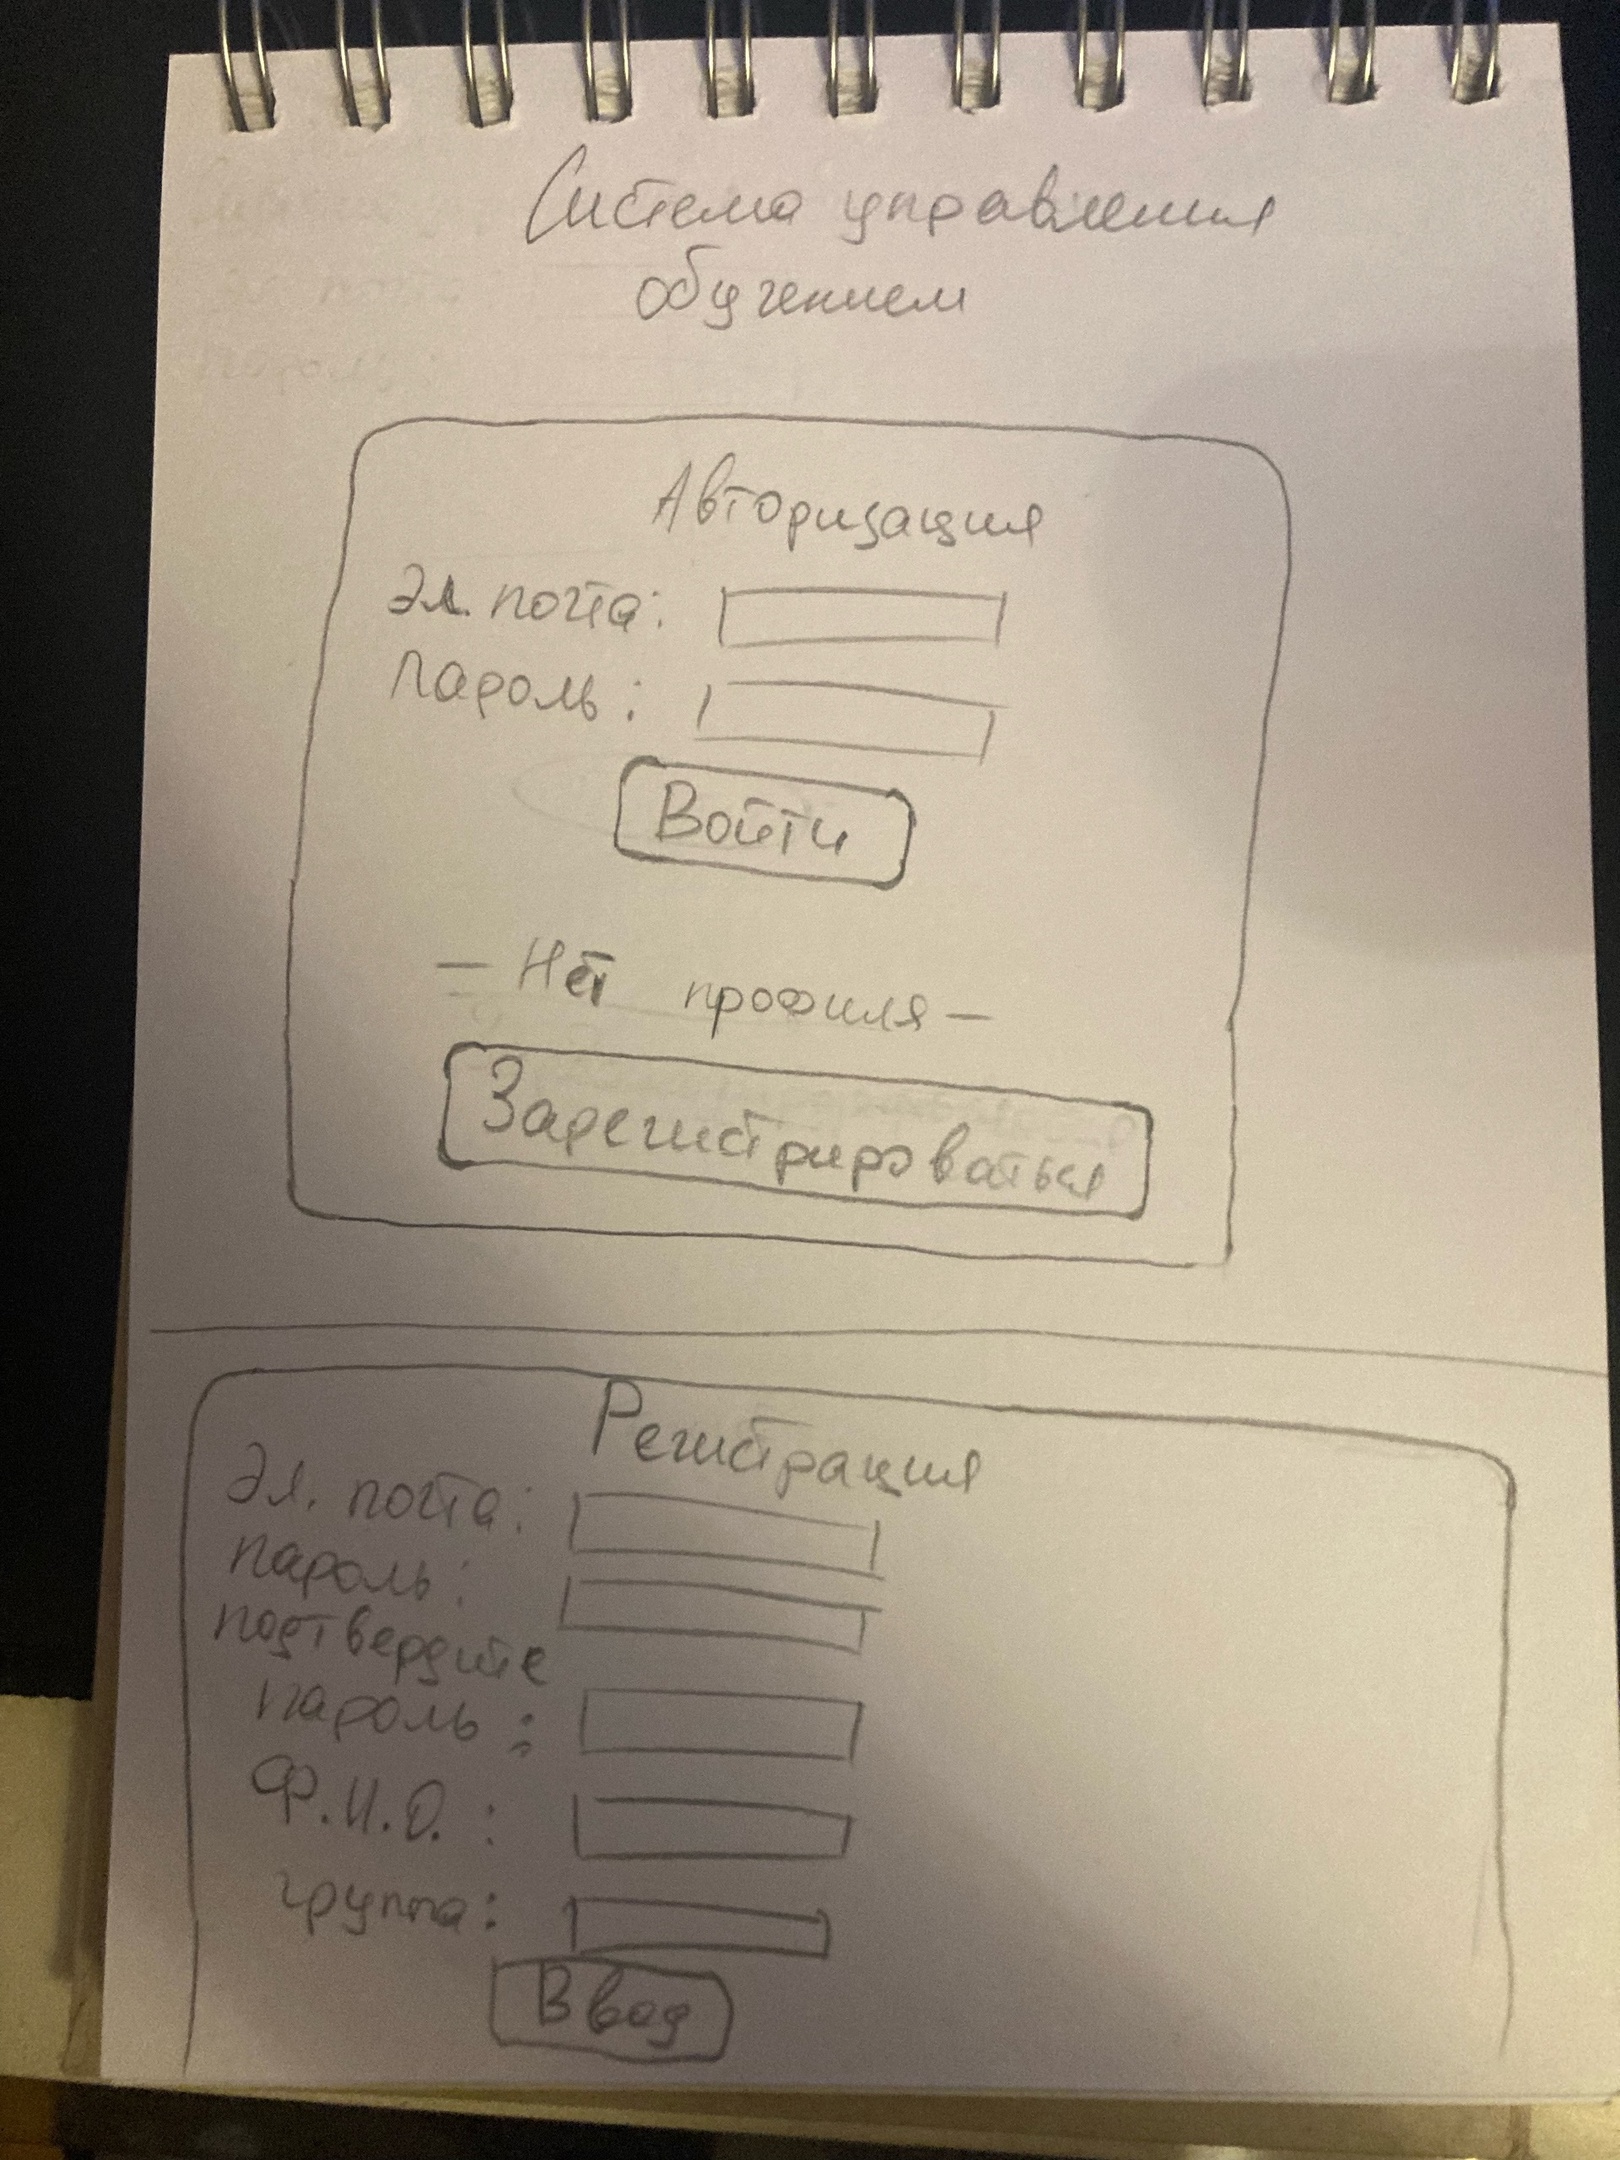 Система управления
обучением
Авторизация
Эл. почта:
Пароль:
Войти
— Нет профиля —
Зарегистрироваться
Регистрация
Эл. почта:
пароль:
подтвердите
пароль:
Ф.И.О.:
группа:
Ввод